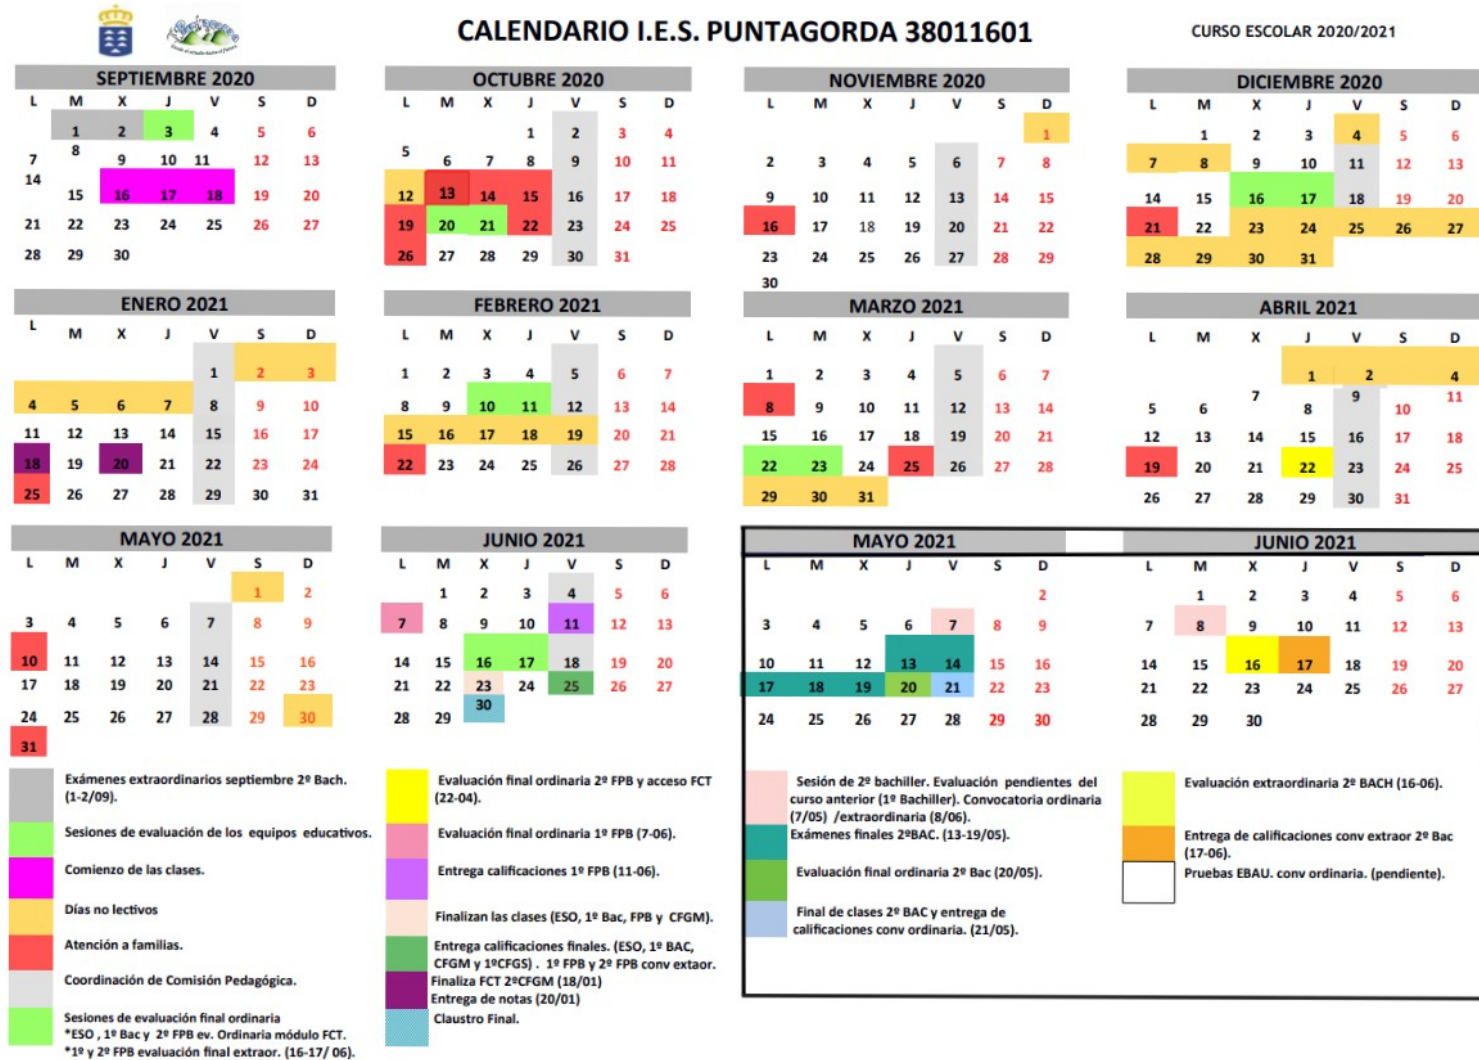 CALENDARIO I.E.S. PUNTAGORDA 38011601
CURSO ESCOLAR 2020/2021
SEPTIEMBRE 2020
L M X J V S D
1 2 3 4 5 6
7 8 9 10 11 12 13
14 15 16 17 18 19 20
21 22 23 24 25 26 27
28 29 30
OCTUBRE 2020
L M X J V S D
1 2 3 4
5 6 7 8 9 10 11
12 13 14 15 16 17 18
19 20 21 22 23 24 25
26 27 28 29 30 31
NOVIEMBRE 2020
L M X J V S D
1
2 3 4 5 6 7 8
9 10 11 12 13 14 15
16 17 18 19 20 21 22
23 24 25 26 27 28 29
30
DICIEMBRE 2020
L M X J V S D
1 2 3 4 5 6
7 8 9 10 11 12 13
14 15 16 17 18 19 20
21 22 23 24 25 26 27
28 29 30 31
ENERO 2021
L M X J V S D
1 2 3
4 5 6 7 8 9 10
11 12 13 14 15 16 17
18 19 20 21 22 23 24
25 26 27 28 29 30 31
FEBRERO 2021
L M X J V S D
1 2 3 4 5 6 7
8 9 10 11 12 13 14
15 16 17 18 19 20 21
22 23 24 25 26 27 28
MARZO 2021
L M X J V S D
1 2 3 4 5 6 7
8 9 10 11 12 13 14
15 16 17 18 19 20 21
22 23 24 25 26 27 28
29 30 31
ABRIL 2021
L M X J V S D
1 2 4
5 6 7 8 9 10 11
12 13 14 15 16 17 18
19 20 21 22 23 24 25
26 27 28 29 30 31
MAYO 2021
L M X J V S D
1 2
3 4 5 6 7 8 9
10 11 12 13 14 15 16
17 18 19 20 21 22 23
24 25 26 27 28 29 30
31
JUNIO 2021
L M X J V S D
1 2 3 4 5 6
7 8 9 10 11 12 13
14 15 16 17 18 19 20
21 22 23 24 25 26 27
28 29 30
MAYO 2021
L M X J V S D
2
3 4 5 6 7 8 9
10 11 12 13 14 15 16
17 18 19 20 21 22 23
24 25 26 27 28 29 30
JUNIO 2021
L M X J V S D
1 2 3 4 5 6
7 8 9 10 11 12 13
14 15 16 17 18 19 20
21 22 23 24 25 26 27
28 29 30
Exámenes extraordinarios septiembre 2º Bach.
(1-2/09).
Sesiones de evaluación de los equipos educativos.
Comienzo de las clases.
Días no lectivos
Atención a familias.
Coordinación de Comisión Pedagógica.
Sesiones de evaluación final ordinaria
*ESO , 1º Bac y 2º FPB ev. Ordinaria módulo FCT.
*1º y 2º FPB evaluación final extraor. (16-17/ 06).
Evaluación final ordinaria 2º FPB y acceso FCT
(22-04).
Evaluación final ordinaria 1º FPB (7-06).
Entrega calificaciones 1º FPB (11-06).
Finalizan las clases (ESO, 1º Bac, FPB y CFGM).
Entrega calificaciones finales. (ESO, 1º BAC,
CFGM y 1ºCFGS) . 1º FPB y 2º FPB conv extaor.
Finaliza FCT 2ºCFGM (18/01)
Entrega de notas (20/01)
Claustro Final.
Sesión de 2º bachiller. Evaluación pendientes del
curso anterior (1º Bachiller). Convocatoria ordinaria
(7/05) /extraordinaria (8/06).
Exámenes finales 2ºBAC. (13-19/05).
Evaluación final ordinaria 2º Bac (20/05).
Final de clases 2º BAC y entrega de
calificaciones conv ordinaria. (21/05).
Evaluación extraordinaria 2º BACH (16-06).
Entrega de calificaciones conv extraor 2º Bac
(17-06).
Pruebas EBAU. conv ordinaria. (pendiente).